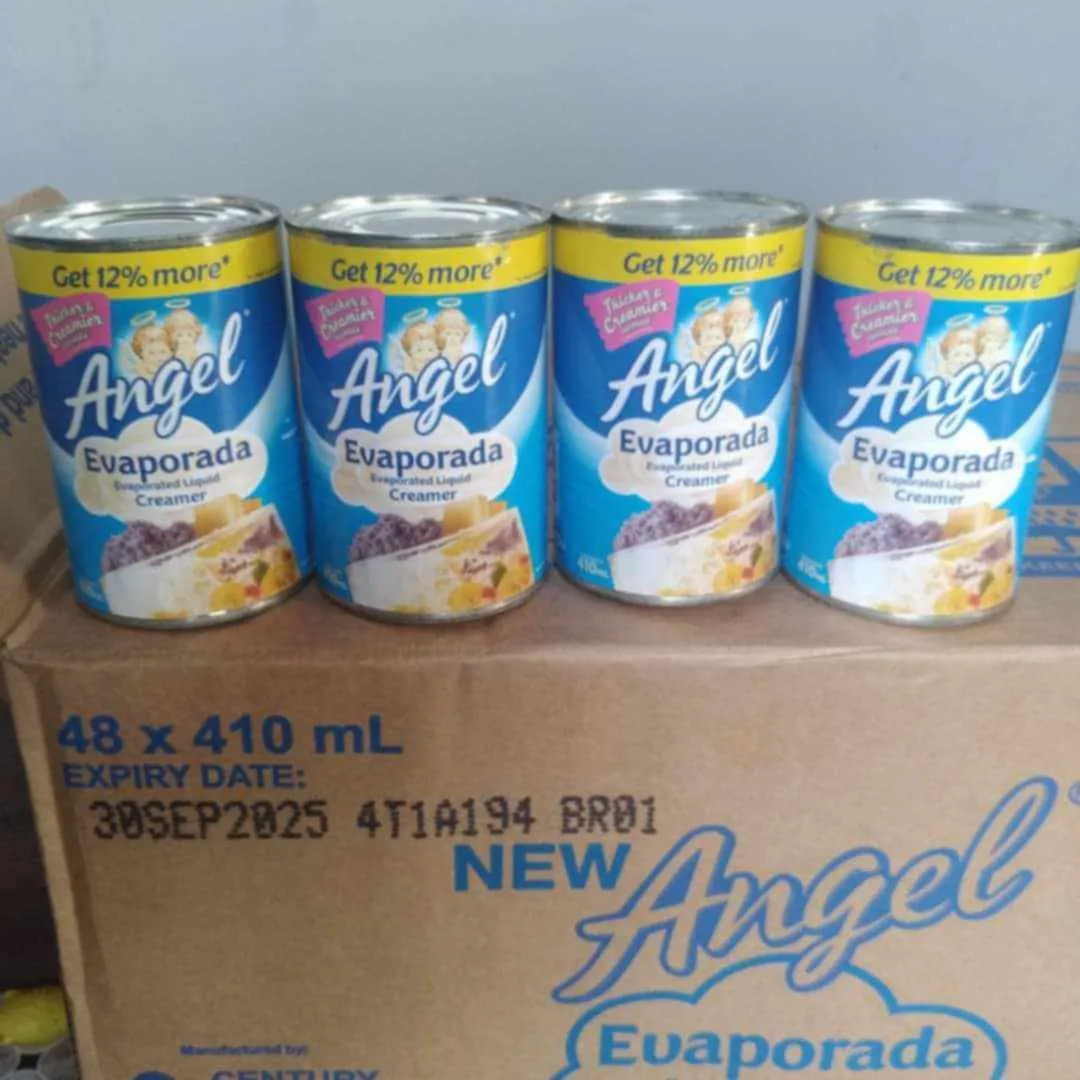 Get 12% more*
Thicker &
Creamier
Angel
Evaporada
Evaporated Liquid
Creamer
Get 12% more*
Thicker &
Creamier
Angel
Evaporada
Evaporated Liquid
Creamer
Get 12% more*
Thicker &
Creamier
Angel
Evaporada
Evaporated Liquid
Creamer
410mL
Get 12% more*
Thicker &
Creamier
Angel
Evaporada
Evaporated Liquid
Creamer
410mL
48 x 410 mL
EXPIRY DATE:
30SEP2025 4T1A194 BR01
NEW Angel®
Evaporada
Manufactured by:
CENTURY